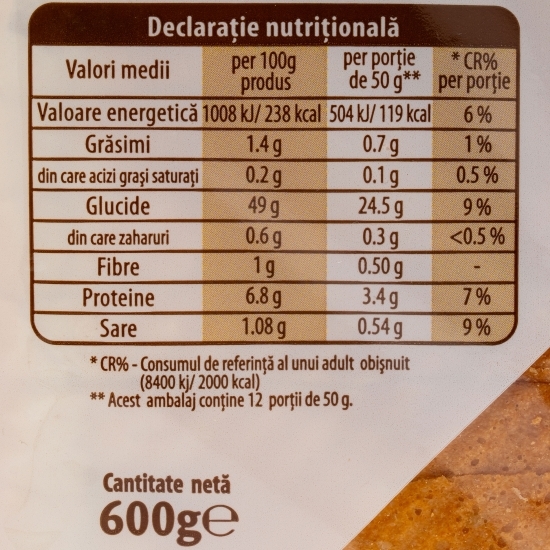 Declarație nutrițională
Valori medii per 100g produs per porție de 50 g** * CR% per porție
Valoare energetică 1008 kJ/ 238 kcal 504 kJ/ 119 kcal 6 %
Grăsimi 1.4 g 0.7 g 1 %
din care acizi grași saturați 0.2 g 0.1 g 0.5 %
Glucide 49 g 24.5 g 9 %
din care zaharuri 0.6 g 0.3 g <0.5 %
Fibre 1 g 0.50 g -
Proteine 6.8 g 3.4 g 7 %
Sare 1.08 g 0.54 g 9 %
* CR% - Consumul de referință al unui adult obișnuit
(8400 kj/ 2000 kcal)
** Acest ambalaj conține 12 porții de 50 g.
Cantitate netă
600g℮